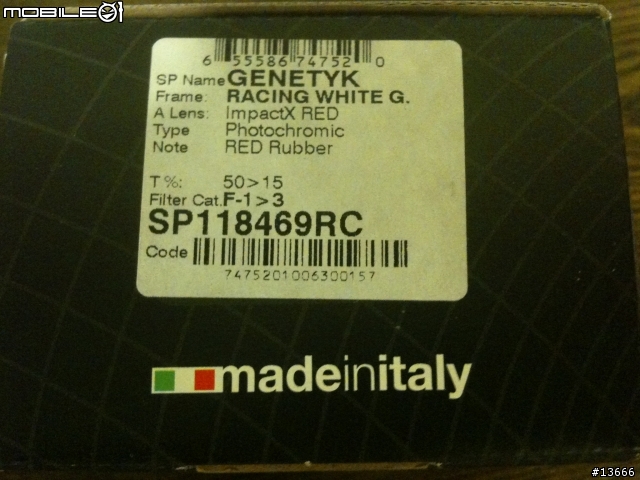 MOBILE01
6 55586 74752 0
SP Name GENETYK
Frame: RACING WHITE G.
A Lens: ImpactX RED
Type Photochromic
Note RED Rubber
T %: 50>15
Filter Cat. F-1>3
SP118469RC
Code
7475201006300157
madeinitaly
#13666